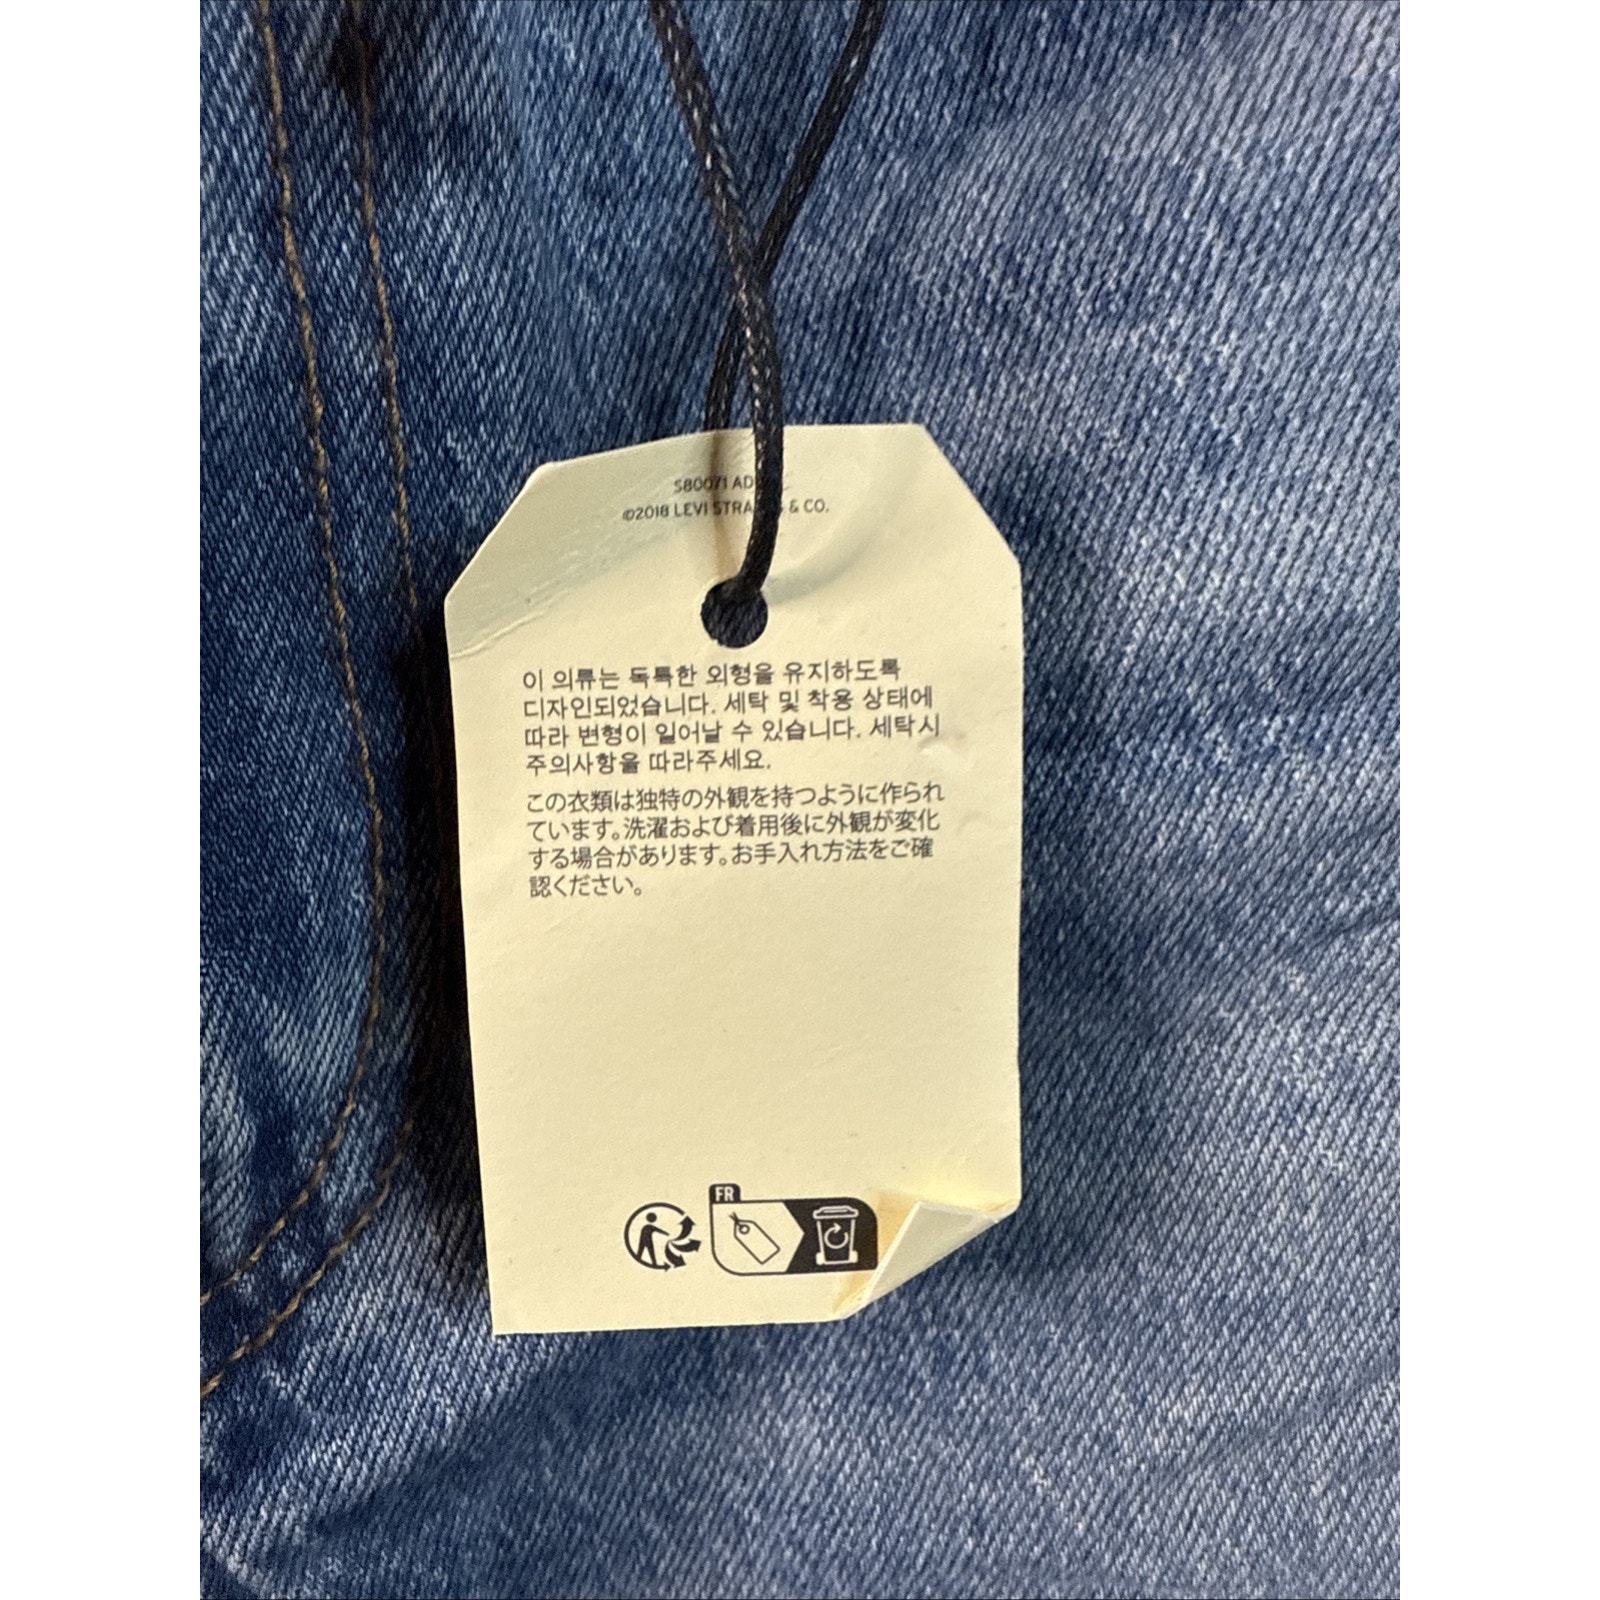 S80071
©2018 LEVI & CO.
이 의류는 독특한 외형을 유지하도록
디자인되었습니다. 세탁 및 착용 상태에
따라 변형이 일어날 수 있습니다. 세탁시
주의사항을 따라주세요.
この衣類は独特の外観を持つように作られ
ています。洗濯および着用後に外観が変化
する場合があります。お手入れ方法をご確
認ください。
FR